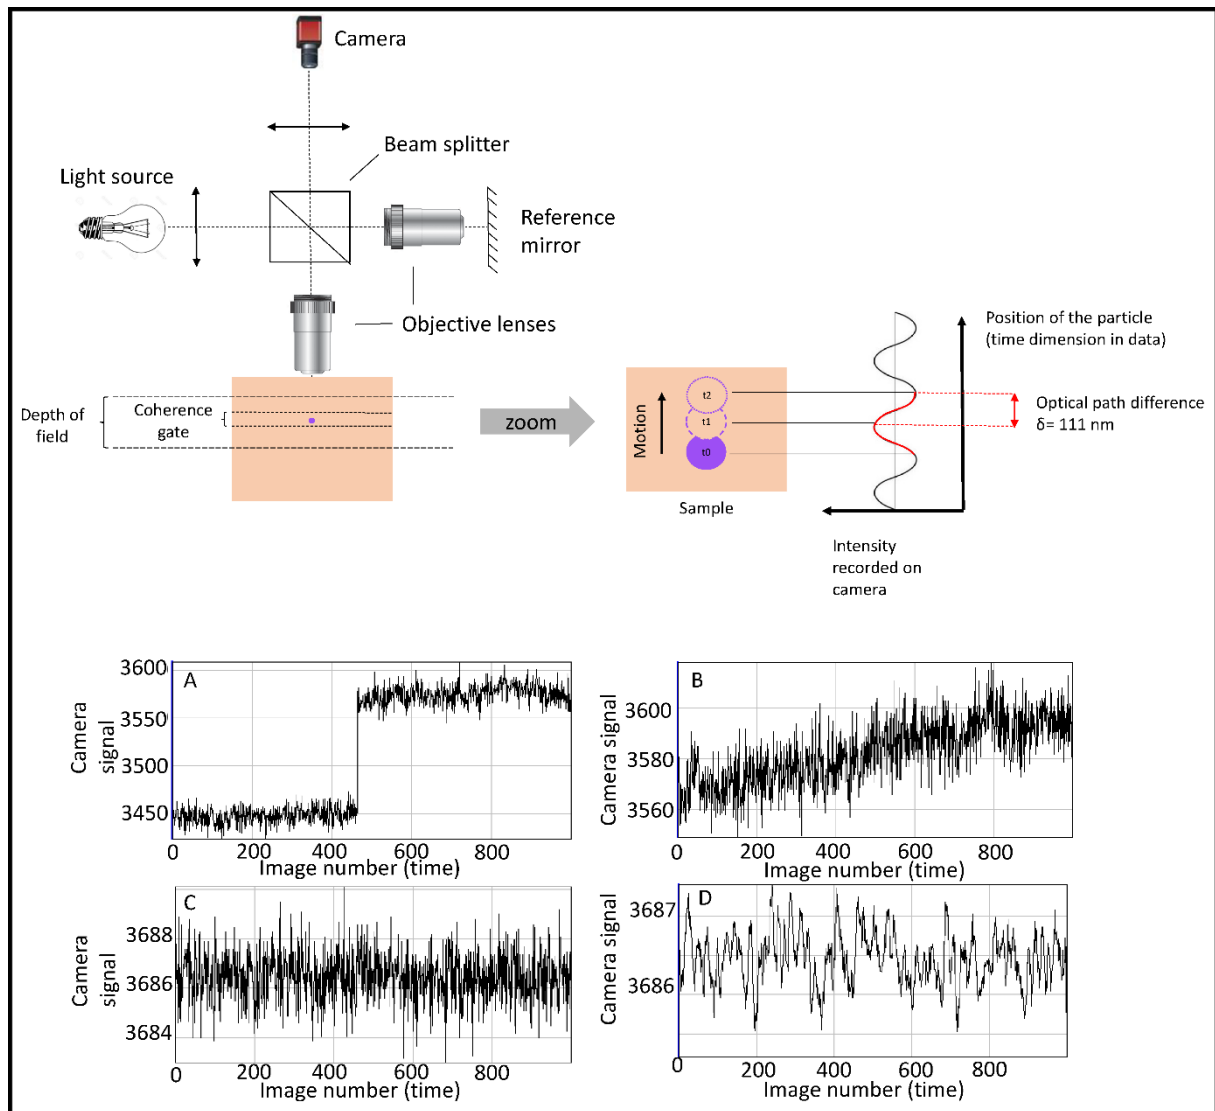 Camera
Beam splitter
Light source
Reference
mirror
Objective lenses
Depth of
field
Coherence
gate
zoom
Motion
t2
t1
t0
Sample
Position of the particle
(time dimension in data)
Optical path difference
δ= 111 nm
Intensity
recorded on
camera
A
3600
3550
3500
3450
Camera
signal
0 200 400 600 800
Image number (time)
B
3600
3580
3560
Camera signal
0 200 400 600 800
Image number (time)
C
3688
3686
3684
Camera
signal
0 200 400 600 800
Image number (time)
D
3687
3686
Camera signal
0 200 400 600 800
Image number (time)